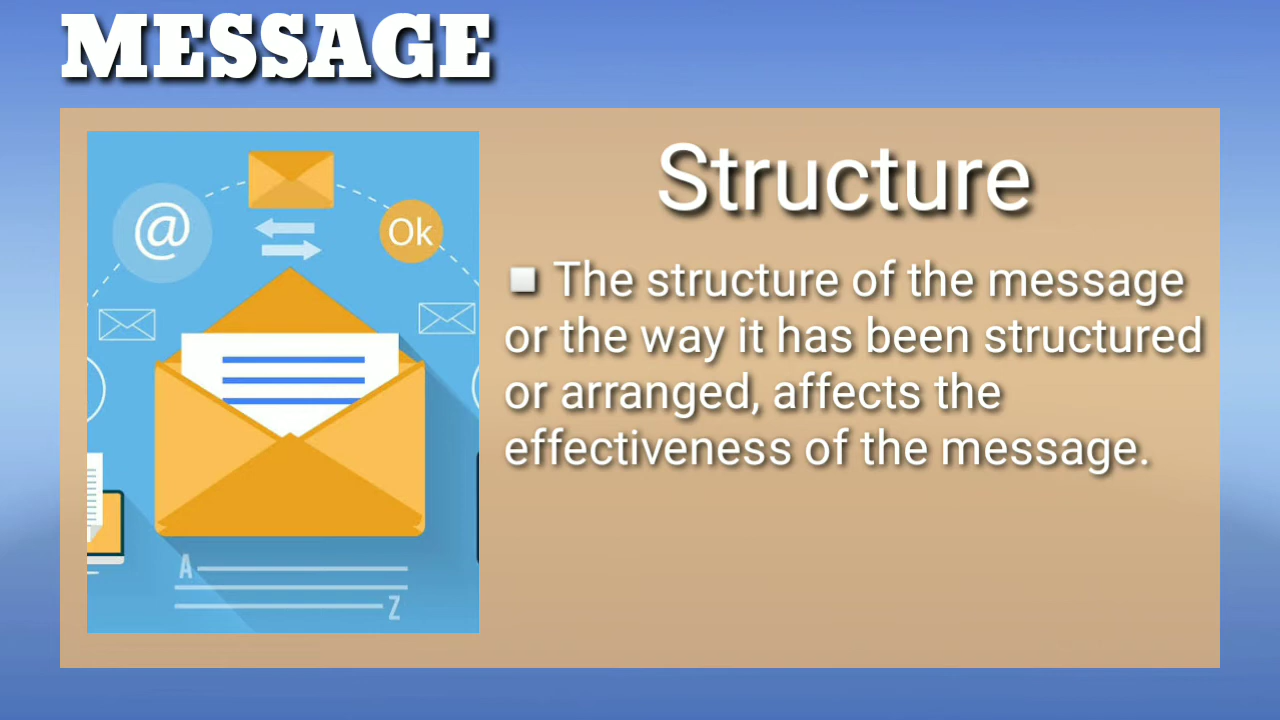 MESSAGE
@
Ok
A
Z
Structure
The structure of the message
or the way it has been structured
or arranged, affects the
effectiveness of the message.